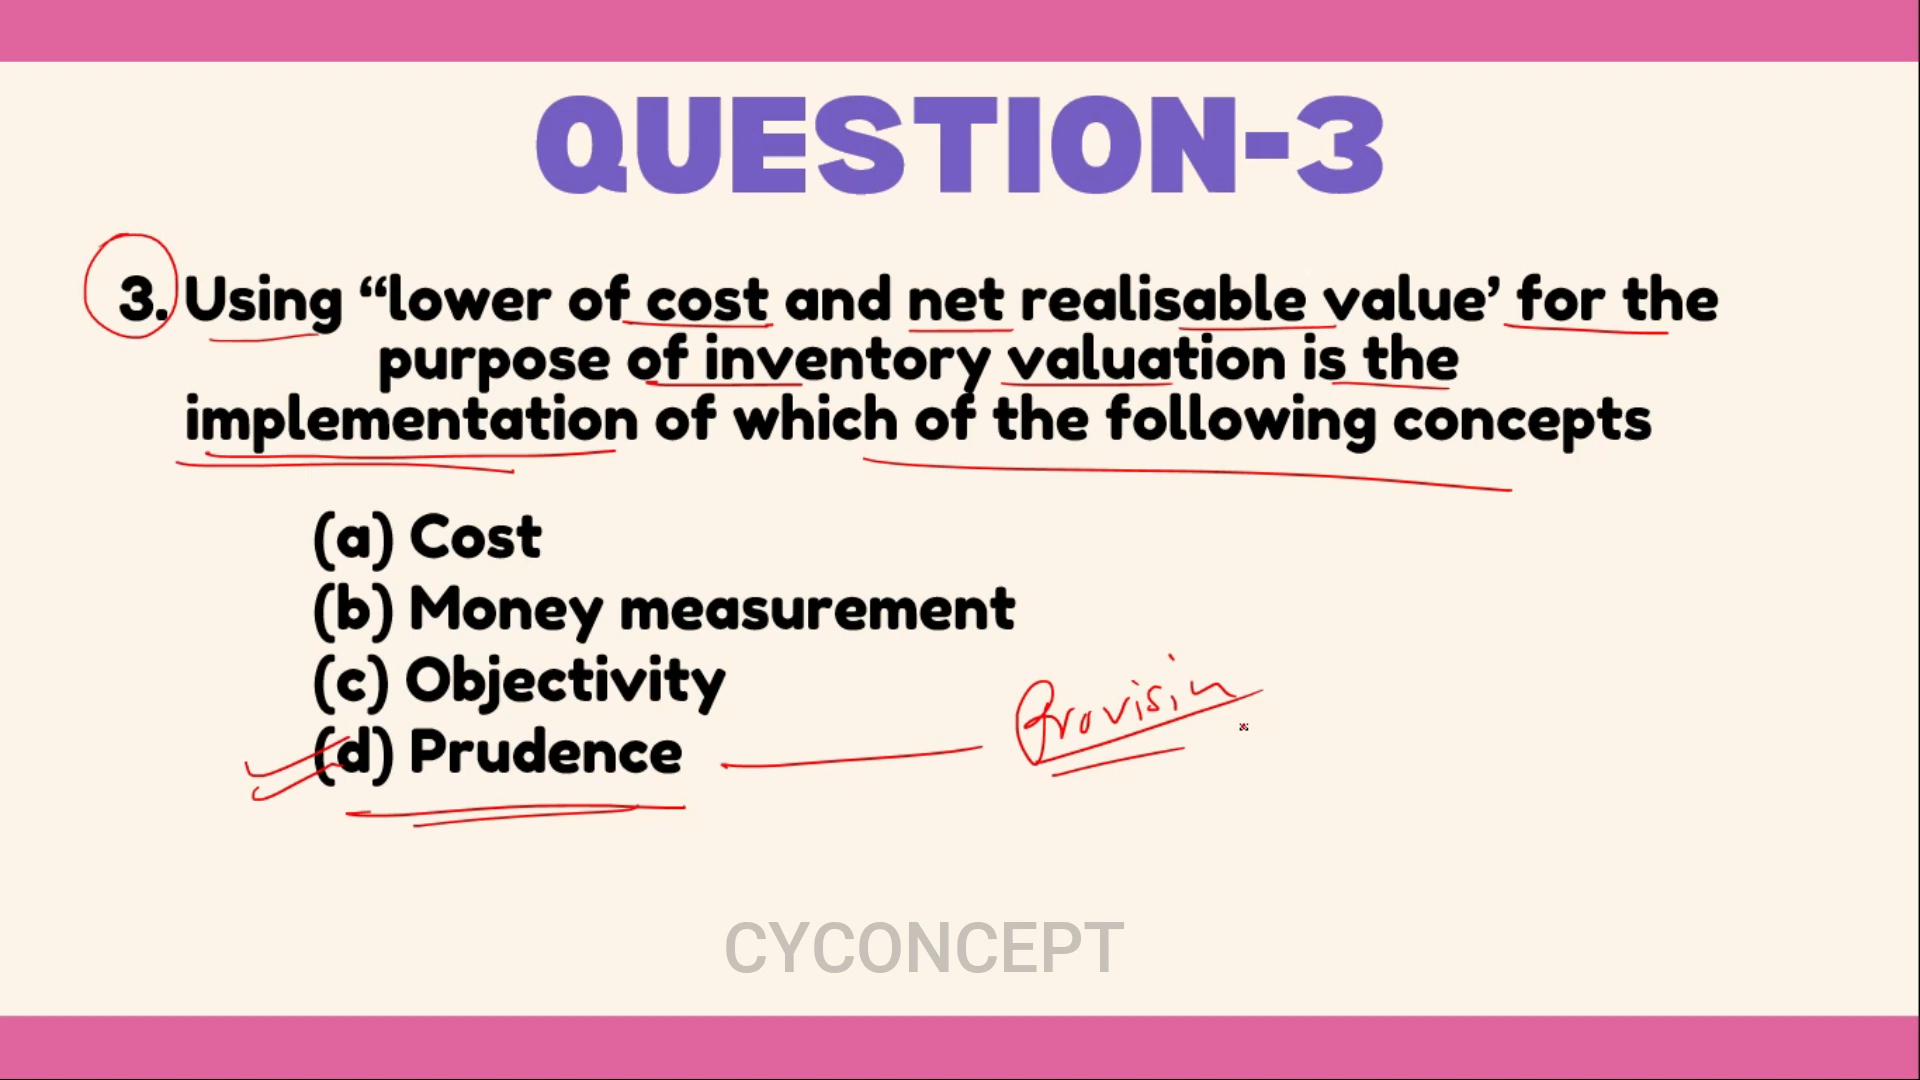 QUESTION-3
3. Using “lower of cost and net realisable value’ for the
purpose of inventory valuation is the
implementation of which of the following concepts
(a) Cost
(b) Money measurement
(c) Objectivity
(d) Prudence
Provisin
CYCONCEPT